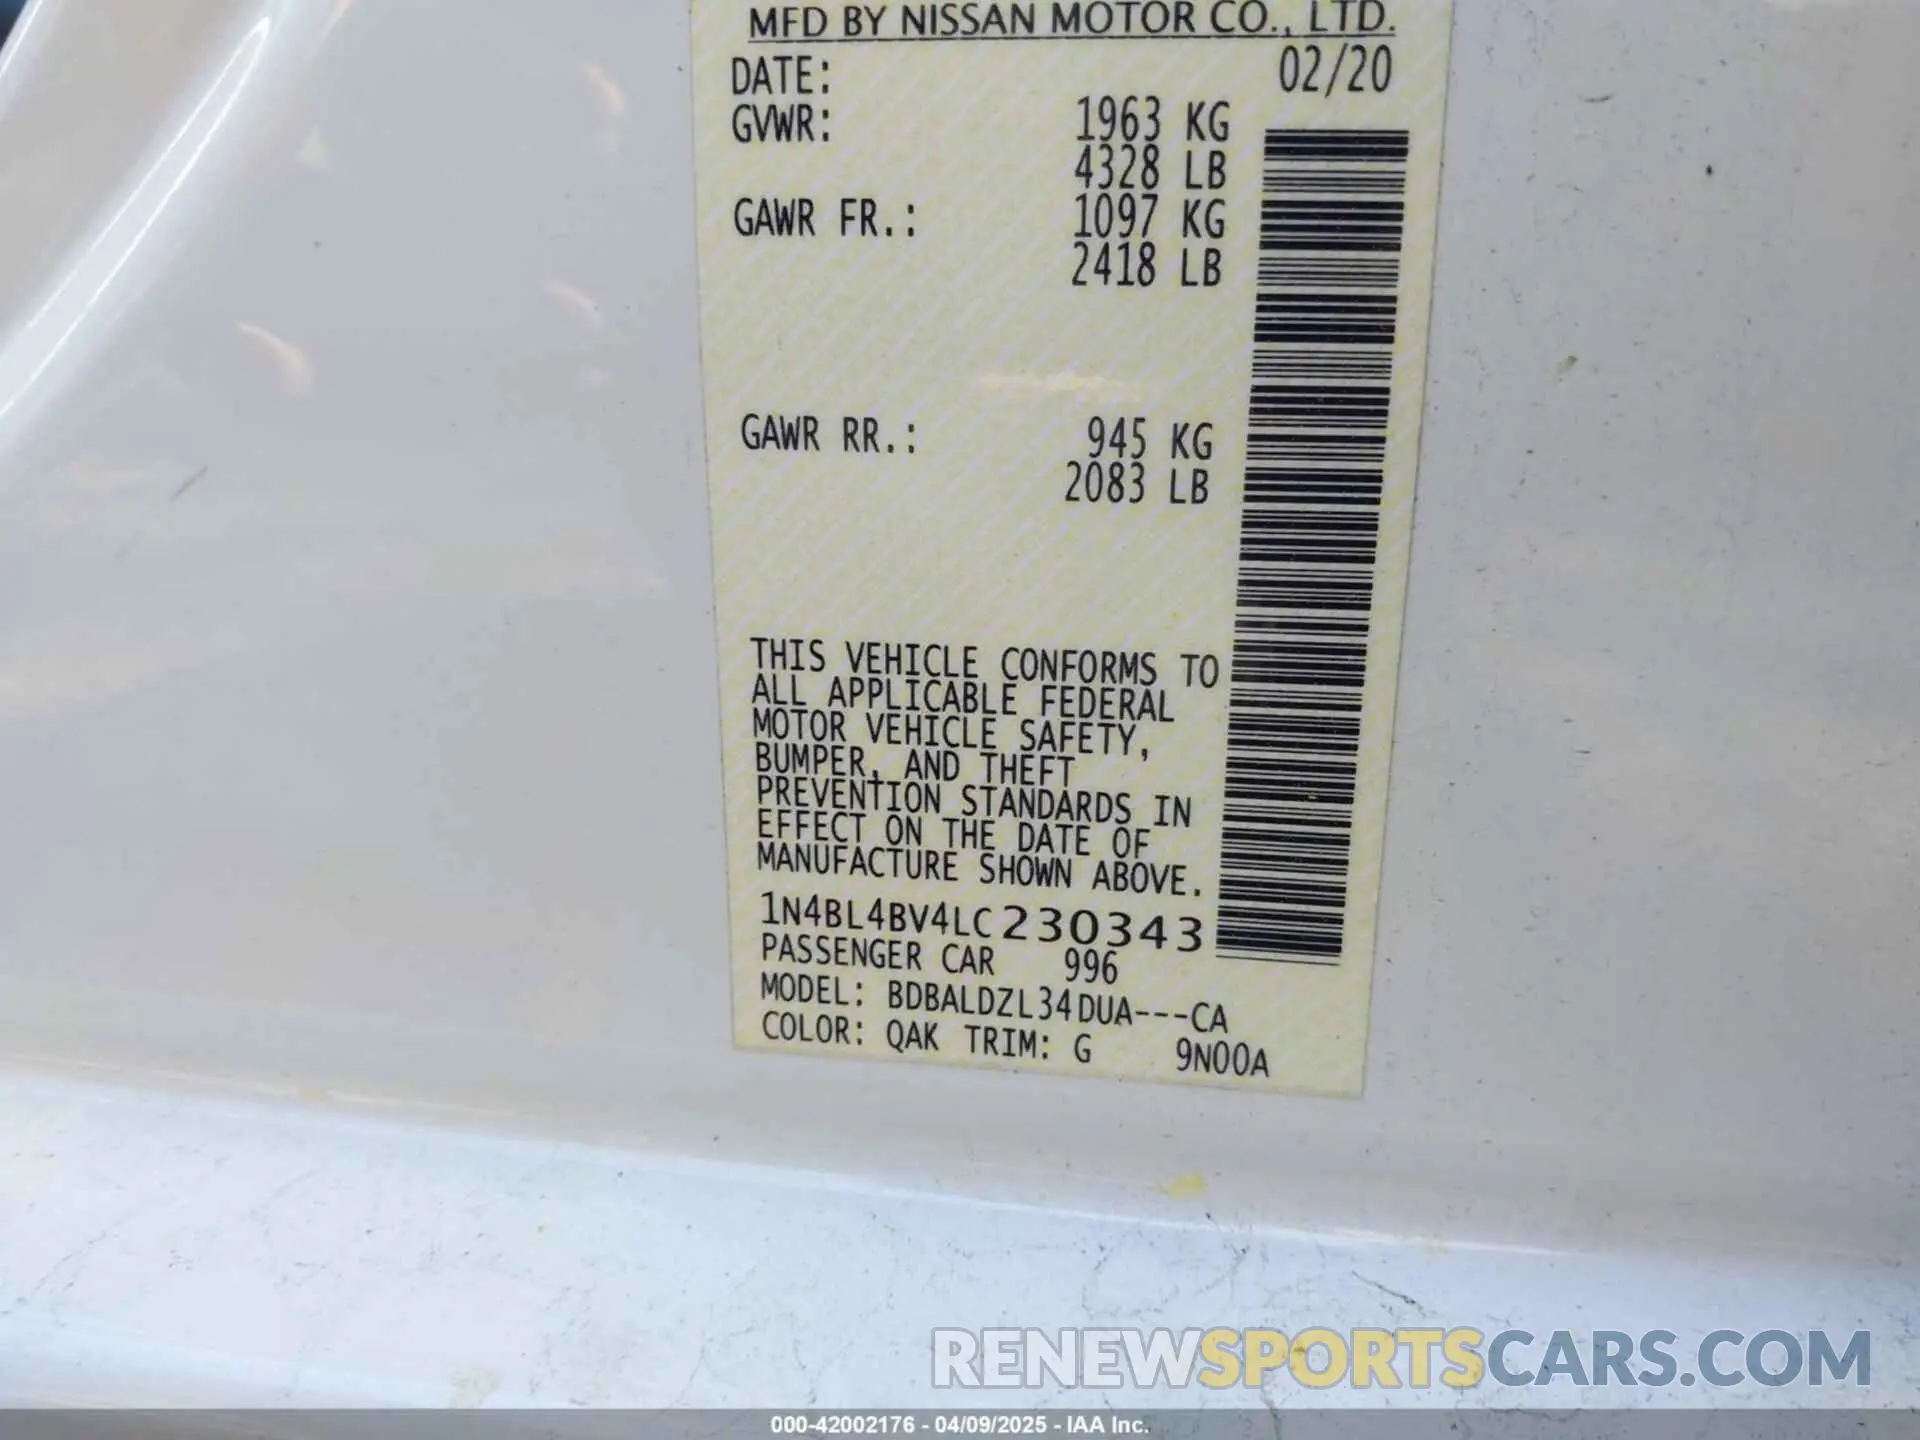 MFD BY NISSAN MOTOR CO., LTD.
DATE: 02/20
GVWR: 1963 KG
4328 LB
GAWR FR.: 1097 KG
2418 LB
GAWR RR.: 945 KG
2083 LB
THIS VEHICLE CONFORMS TO
ALL APPLICABLE FEDERAL
MOTOR VEHICLE SAFETY,
BUMPER, AND THEFT
PREVENTION STANDARDS IN
EFFECT ON THE DATE OF
MANUFACTURE SHOWN ABOVE.
1N4BL4BV4LC230343
PASSENGER CAR 996
MODEL: BDBALDZL34DUA---CA
COLOR: QAK TRIM: G 9N00A
RENEWSPORTSCARS.COM
000-42002176 - 04/09/2025 - IAA Inc.